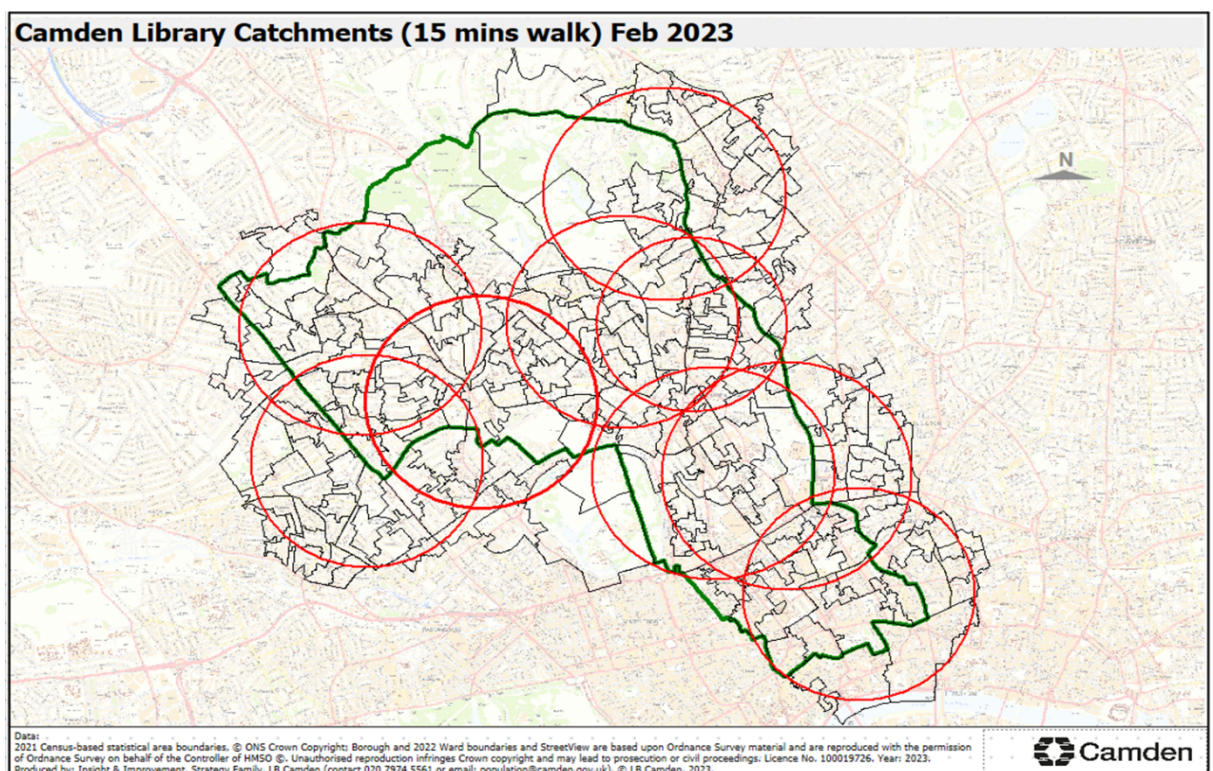 Camden Library Catchments (15 mins walk) Feb 2023
N
Data:
2021 Census-based statistical area boundaries, © ONS Crown Copyright; Borough and 2022 Ward boundaries and StreetView are based upon Ordnance Survey material and are reproduced with the permission
of Ordnance Survey on behalf of the Controller of HMSO ©. Unauthorised reproduction infringes Crown copyright and may lead to prosecution or civil proceedings. Licence No. 100019726. Year: 2023.
Produced by: Insight & Improvement, Strategy Family, LB Camden (contact 020 7974 5561 or email: population@camden.gov.uk). © LB Camden, 2023.
Camden